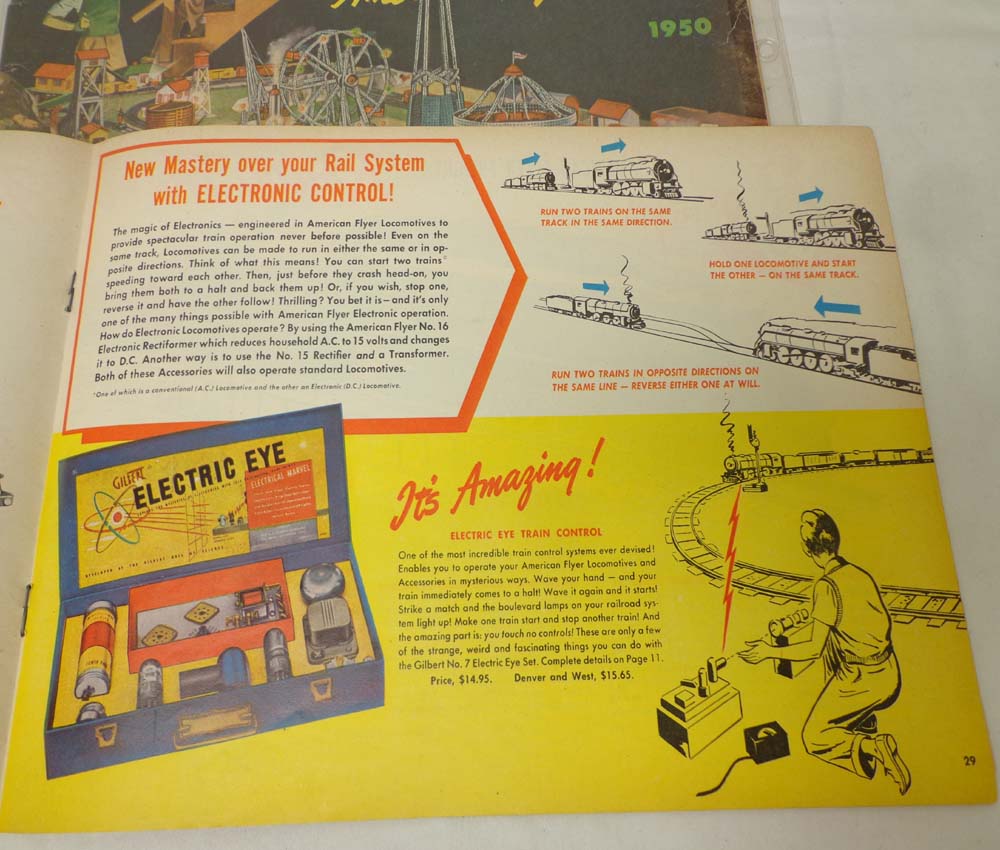 1950
New Mastery over your Rail System
with ELECTRONIC CONTROL!
The magic of Electronics — engineered in American Flyer Locomotives to
provide spectacular train operation never before possible! Even on the
same track, Locomotives can be made to run in either the same or in op-
posite directions. Think of what this means! You can start two trains*
speeding toward each other. Then, just before they crash head-on, you
bring them both to a halt and back them up! Or, if you wish, stop one,
reverse it and have the other follow! Thrilling? You bet it is — and it's only
one of the many things possible with American Flyer Electronic operation.
How do Electronic Locomotives operate? By using the American Flyer No. 16
Electronic Rectiformer which reduces household A.C. to 15 volts and changes
it to D.C. Another way is to use the No. 15 Rectifier and a Transformer.
Both of these Accessories will also operate standard Locomotives.
*One of which is a conventional (A.C.) Locomotive and the other an Electronic (D.C.) Locomotive.
RUN TWO TRAINS ON THE SAME
TRACK IN THE SAME DIRECTION.
HOLD ONE LOCOMOTIVE AND START
THE OTHER — ON THE SAME TRACK.
RUN TWO TRAINS IN OPPOSITE DIRECTIONS ON
THE SAME LINE — REVERSE EITHER ONE AT WILL.
GILBERT
ELECTRIC EYE
ELECTRICAL MARVEL
DEVELOPED AT THE GILBERT HALL OF SCIENCE
It's Amazing!
ELECTRIC EYE TRAIN CONTROL
One of the most incredible train control systems ever devised!
Enables you to operate your American Flyer Locomotives and
Accessories in mysterious ways. Wave your hand — and your
train immediately comes to a halt! Wave it again and it starts!
Strike a match and the boulevard lamps on your railroad sys-
tem light up! Make one train start and stop another train! And
the amazing part is: you touch no controls! These are only a few
of the strange, weird and fascinating things you can do with
the Gilbert No. 7 Electric Eye Set. Complete details on Page 11.
Price, $14.95. Denver and West, $15.65.
29